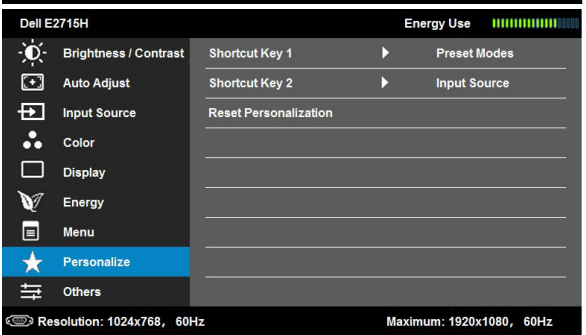 Dell E2715H Energy Use
Brightness / Contrast Shortcut Key 1 Preset Modes
Auto Adjust Shortcut Key 2 Input Source
Input Source Reset Personalization
Color
Display
Energy
Menu
Personalize
Others
Resolution: 1024x768, 60Hz Maximum: 1920x1080, 60Hz